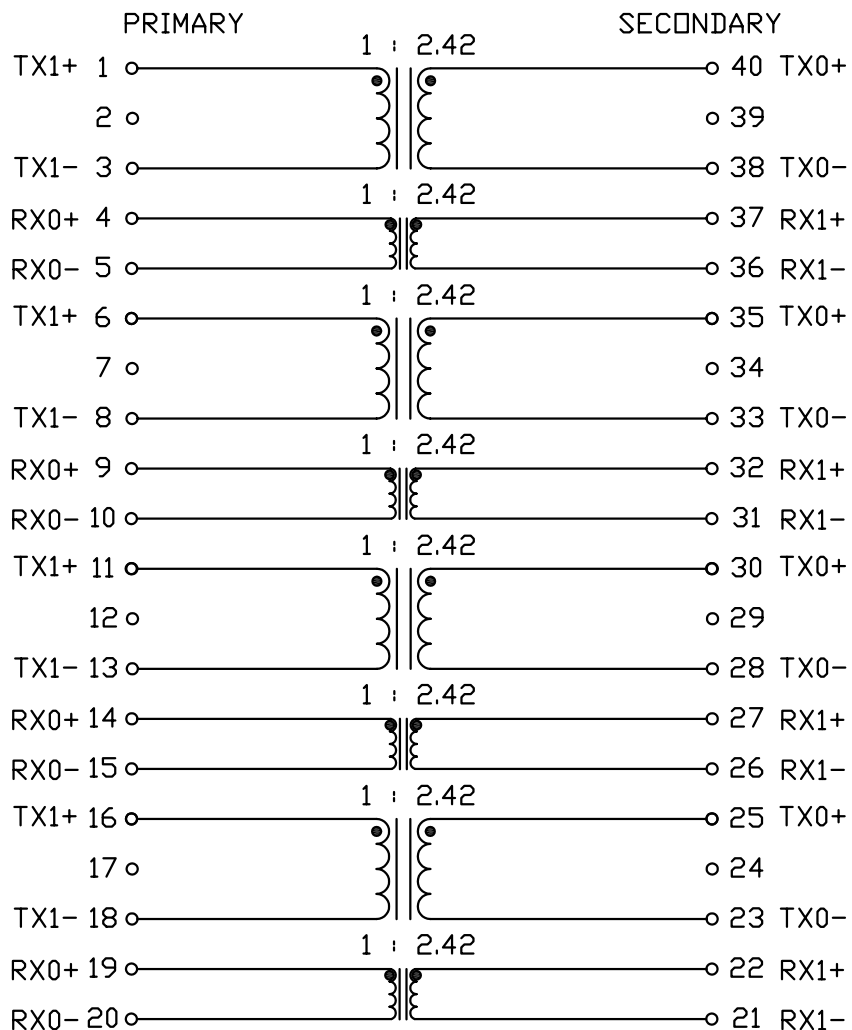 PRIMARY SECONDARY
1 : 2.42
TX1+ 1 40 TX0+
2 39
TX1- 3 38 TX0-
1 : 2.42
RX0+ 4 37 RX1+
RX0- 5 36 RX1-
1 : 2.42
TX1+ 6 35 TX0+
7 34
TX1- 8 33 TX0-
1 : 2.42
RX0+ 9 32 RX1+
RX0- 10 31 RX1-
1 : 2.42
TX1+ 11 30 TX0+
12 29
TX1- 13 28 TX0-
1 : 2.42
RX0+ 14 27 RX1+
RX0- 15 26 RX1-
1 : 2.42
TX1+ 16 25 TX0+
17 24
TX1- 18 23 TX0-
1 : 2.42
RX0+ 19 22 RX1+
RX0- 20 21 RX1-